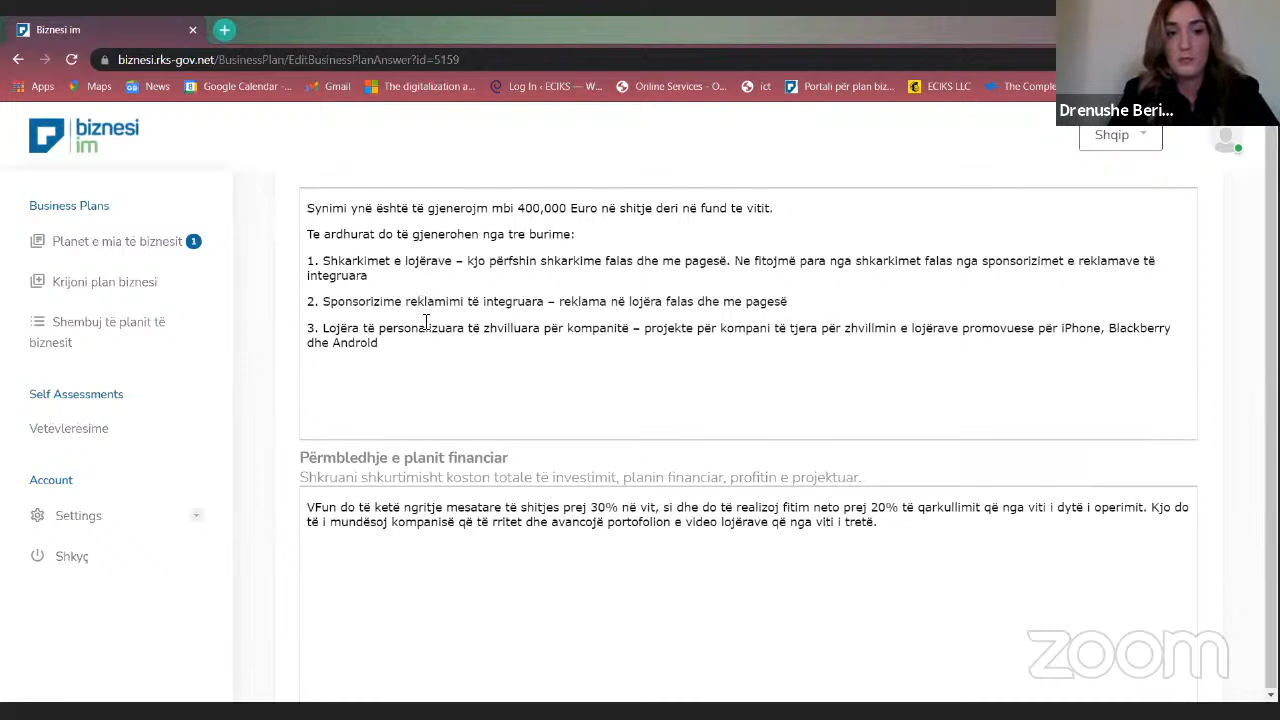 Biznesi im
biznesi.rks-gov.net/BusinessPlan/EditBusinessPlanAnswer?id=5159
Apps Maps News Google Calendar -... Gmail The digitalization a... Log In ‹ ECIKS — W... Online Services - O... ict Portali për plan biz... ECIKS LLC The Comple
Drenushe Beri...
biznesi
im
Shqip
Business Plans
Planet e mia të biznesit 1
Krijoni plan biznesi
Shembuj të planit të
biznesit
Self Assessments
Vetëvlerësime
Account
Settings
Shkyç
Synimi ynë është të gjenerojm mbi 400,000 Euro në shitje deri në fund te vitit.
Te ardhurat do të gjenerohen nga tre burime:
1. Shkarkimet e lojërave – kjo përfshin shkarkime falas dhe me pagesë. Ne fitojmë para nga shkarkimet falas nga sponsorizimet e reklamave të
integruara
2. Sponsorizime reklamimi të integruara – reklama në lojëra falas dhe me pagesë
3. Lojëra të personalizuara të zhvilluara për kompanitë – projekte për kompani të tjera për zhvillmin e lojërave promovuese për iPhone, Blackberry
dhe Android
Përmbledhje e planit financiar
Shkruani shkurtimisht koston totale të investimit, planin financiar, profitin e projektuar.
VFun do të ketë ngritje mesatare të shitjes prej 30% në vit, si dhe do të realizoj fitim neto prej 20% të qarkullimit që nga viti i dytë i operimit. Kjo do
të i mundësoj kompanisë që të rritet dhe avancojë portofolion e video lojërave që nga viti i tretë.
zoom